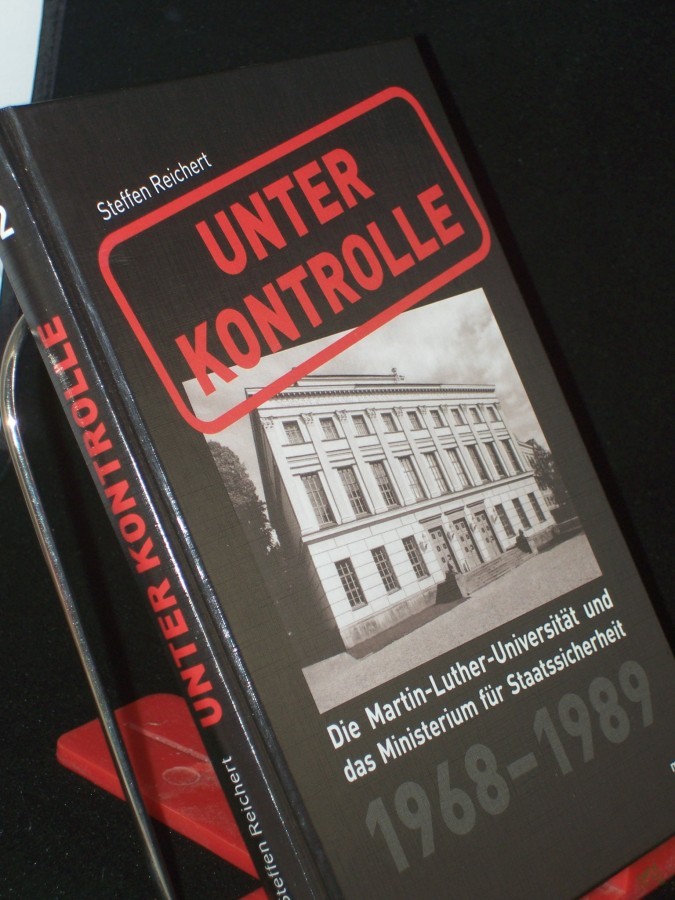 Steffen Reichert
UNTER
KONTROLLE
Die Martin-Luther-Universität und
das Ministerium für Staatssicherheit
1968–1989
2
UNTER KONTROLLE
Steffen Reichert